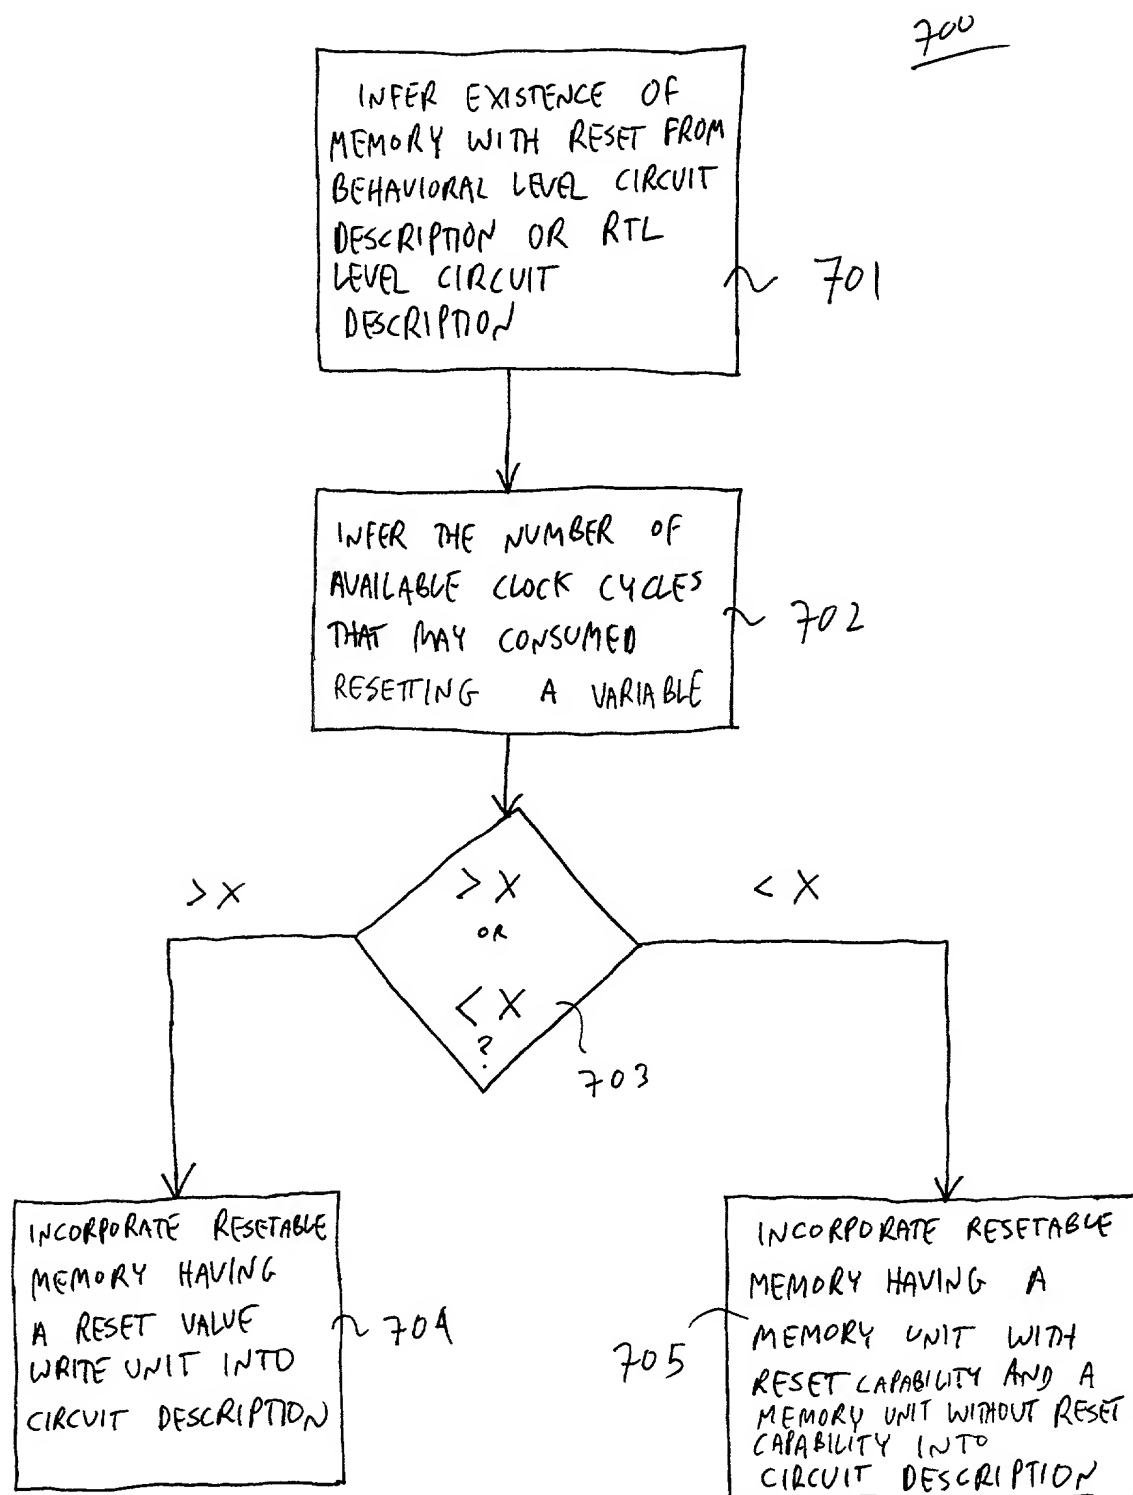 700
INFER EXISTENCE OF
MEMORY WITH RESET FROM
BEHAVIORAL LEVEL CIRCUIT
DESCRIPTION OR RTL
LEVEL CIRCUIT
DESCRIPTION
701
INFER THE NUMBER OF
AVAILABLE CLOCK CYCLES
THAT MAY CONSUMED
RESETTING A VARIABLE
702
>X
>X
OR
<X
?
<X
703
INCORPORATE RESETABLE
MEMORY HAVING
A RESET VALUE
WRITE UNIT INTO
CIRCUIT DESCRIPTION
704
705
INCORPORATE RESETABLE
MEMORY HAVING A
MEMORY UNIT WITH
RESET CAPABILITY AND A
MEMORY UNIT WITHOUT RESET
CAPABILITY INTO
CIRCUIT DESCRIPTION